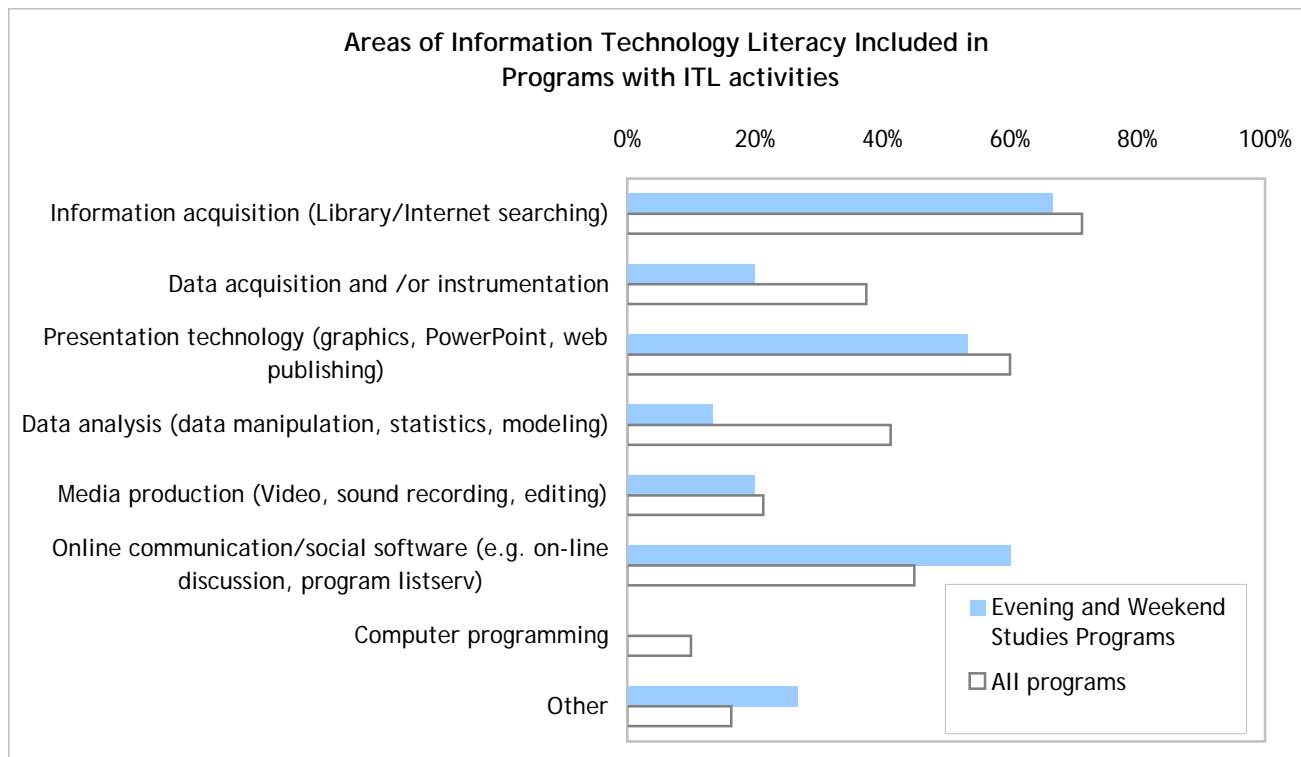 Areas of Information Technology Literacy Included in
Programs with ITL activities
0% 20% 40% 60% 80% 100%
Information acquisition (Library/Internet searching)
Data acquisition and /or instrumentation
Presentation technology (graphics, PowerPoint, web
publishing)
Data analysis (data manipulation, statistics, modeling)
Media production (Video, sound recording, editing)
Online communication/social software (e.g. on-line
discussion, program listserv)
Computer programming
Other
Evening and Weekend
Studies Programs
All programs